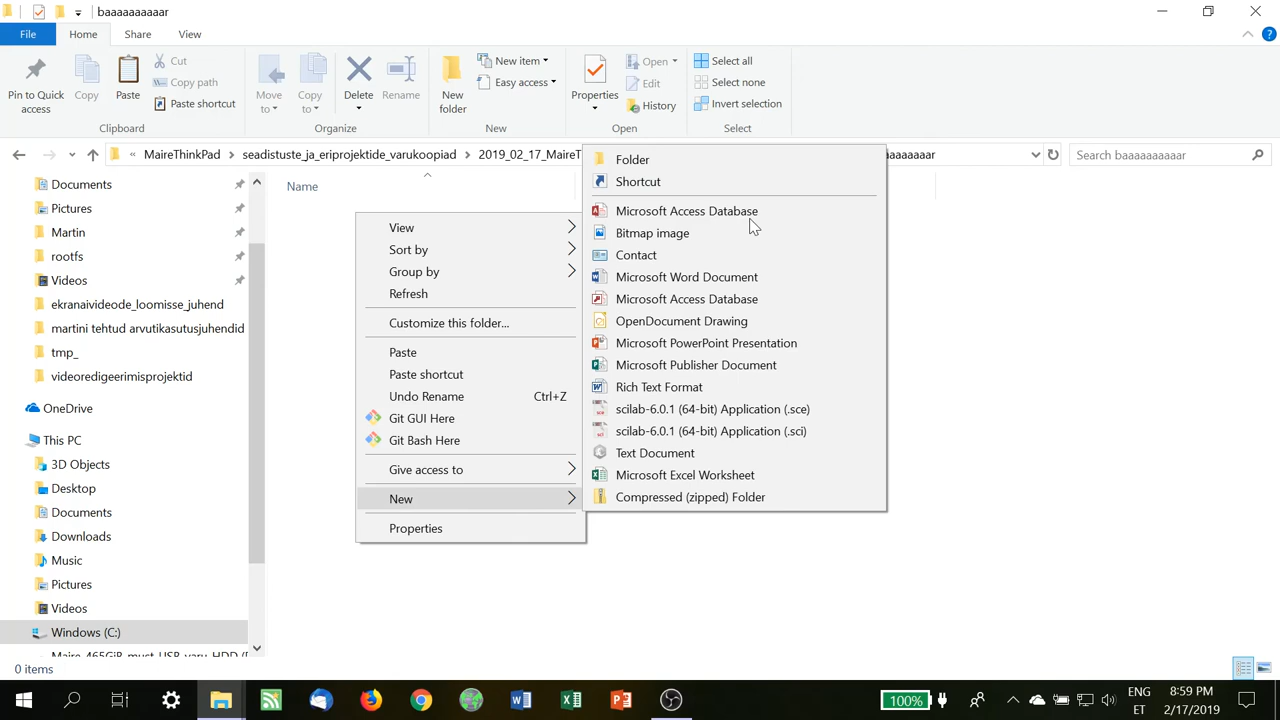 baaaaaaaaar
File
Home
Share
View
Pin to Quick access
Copy
Paste
Cut
Copy path
Paste shortcut
Clipboard
Move to
Copy to
Delete
Rename
Organize
New folder
New item
Easy access
New
Properties
Open
Edit
History
Open
Select all
Select none
Invert selection
Select
« MaireThinkPad > seadistuste_ja_eriprojektide_varukoopiad > 2019_02_17_MaireT
aaaaaaar
Search baaaaaaaaar
Documents
Pictures
Martin
rootfs
Videos
ekranaivideode_loomisse_juhend
martini tehtud arvutikasutusjuhendid
tmp_
videoredigeerimisprojektid
OneDrive
This PC
3D Objects
Desktop
Documents
Downloads
Music
Pictures
Videos
Windows (C:)
Maire_465GiB_must_USB_varu_HDD (
Name
View
Sort by
Group by
Refresh
Customize this folder...
Paste
Paste shortcut
Undo Rename Ctrl+Z
Git GUI Here
Git Bash Here
Give access to
New
Properties
Folder
Shortcut
Microsoft Access Database
Bitmap image
Contact
Microsoft Word Document
Microsoft Access Database
OpenDocument Drawing
Microsoft PowerPoint Presentation
Microsoft Publisher Document
Rich Text Format
scilab-6.0.1 (64-bit) Application (.sce)
scilab-6.0.1 (64-bit) Application (.sci)
Text Document
Microsoft Excel Worksheet
Compressed (zipped) Folder
0 items
100%
ENG
ET
8:59 PM
2/17/2019